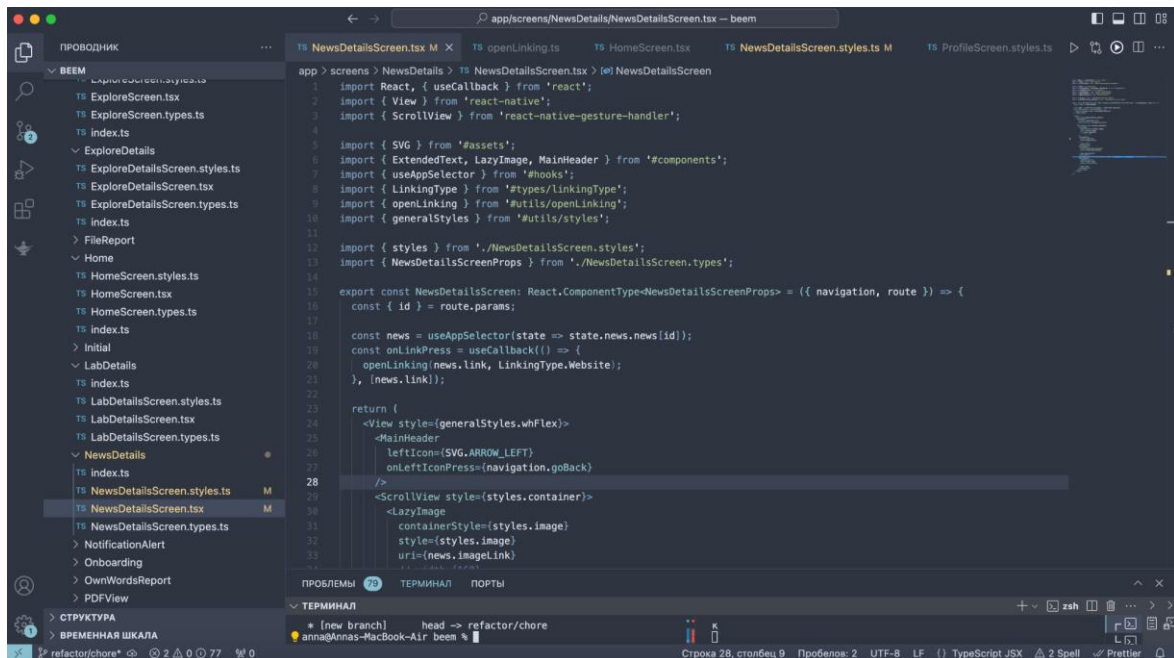 app/screens/NewsDetails/NewsDetailsScreen.tsx — beem
ПРОВОДНИК
BEEM
ExploreScreen.styles.ts
TS ExploreScreen.tsx
TS ExploreScreen.types.ts
TS index.ts
ExploreDetails
TS ExploreDetailsScreen.styles.ts
TS ExploreDetailsScreen.tsx
TS ExploreDetailsScreen.types.ts
TS index.ts
> FileReport
Home
TS HomeScreen.styles.ts
TS HomeScreen.tsx
TS HomeScreen.types.ts
TS index.ts
> Initial
LabDetails
TS index.ts
TS LabDetailsScreen.styles.ts
TS LabDetailsScreen.tsx
TS LabDetailsScreen.types.ts
NewsDetails
TS index.ts
TS NewsDetailsScreen.styles.ts M
TS NewsDetailsScreen.tsx M
TS NewsDetailsScreen.types.ts
> NotificationAlert
> Onboarding
> OwnWordsReport
> PDFView
> СТРУКТУРА
> ВРЕМЕННАЯ ШКАЛА
2
1
TS NewsDetailsScreen.tsx M × TS openLinking.ts TS HomeScreen.tsx TS NewsDetailsScreen.styles.ts M TS ProfileScreen.styles.ts
app > screens > NewsDetails > TS NewsDetailsScreen.tsx > NewsDetailsScreen
1 import React, { useCallback } from 'react';
2 import { View } from 'react-native';
3 import { ScrollView } from 'react-native-gesture-handler';
4
5 import { SVG } from '#assets';
6 import { ExtendedText, LazyImage, MainHeader } from '#components';
7 import { useAppSelector } from '#hooks';
8 import { LinkingType } from '#types/linkingType';
9 import { openLinking } from '#utils/openLinking';
10 import { generalStyles } from '#utils/styles';
11
12 import { styles } from './NewsDetailsScreen.styles';
13 import { NewsDetailsScreenProps } from './NewsDetailsScreen.types';
14
15 export const NewsDetailsScreen: React.ComponentType<NewsDetailsScreenProps> = ({ navigation, route }) => {
16 const { id } = route.params;
17
18 const news = useAppSelector(state => state.news.news[id]);
19 const onLinkPress = useCallback(() => {
20 openLinking(news.link, LinkingType.Website);
21 }, [news.link]);
22
23 return (
24 <View style={generalStyles.whFlex}>
25 <MainHeader
26 leftIcon={SVG.ARROW_LEFT}
27 onLeftIconPress={navigation.goBack}
28 />
29 <ScrollView style={styles.container}>
30 <LazyImage
31 containerStyle={styles.image}
32 style={styles.image}
33 uri={news.imageLink}
ПРОБЛЕМЫ 79 ТЕРМИНАЛ ПОРТЫ
ТЕРМИНАЛ
zsh
* [new branch] head -> refactor/chore
anna@Annas-MacBook-Air beem %
к
refactor/chore* 2 0 77 0 Строка 28, столбец 9 Пробелов: 2 UTF-8 LF {} TypeScript JSX 2 Spell Prettier